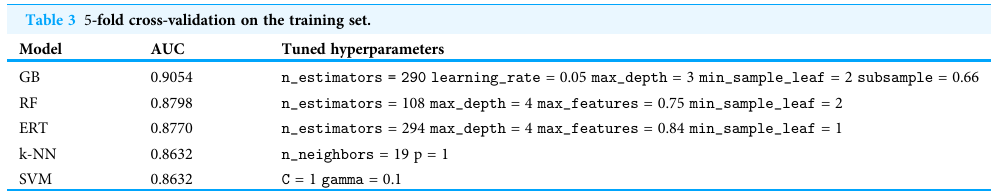 Table 3 5-fold cross-validation on the training set.
Model AUC Tuned hyperparameters
GB 0.9054 n_estimators = 290 learning_rate = 0.05 max_depth = 3 min_sample_leaf = 2 subsample = 0.66
RF 0.8798 n_estimators = 108 max_depth = 4 max_features = 0.75 min_sample_leaf = 2
ERT 0.8770 n_estimators = 294 max_depth = 4 max_features = 0.84 min_sample_leaf = 1
k-NN 0.8632 n_neighbors = 19 p = 1
SVM 0.8632 C = 1 gamma = 0.1